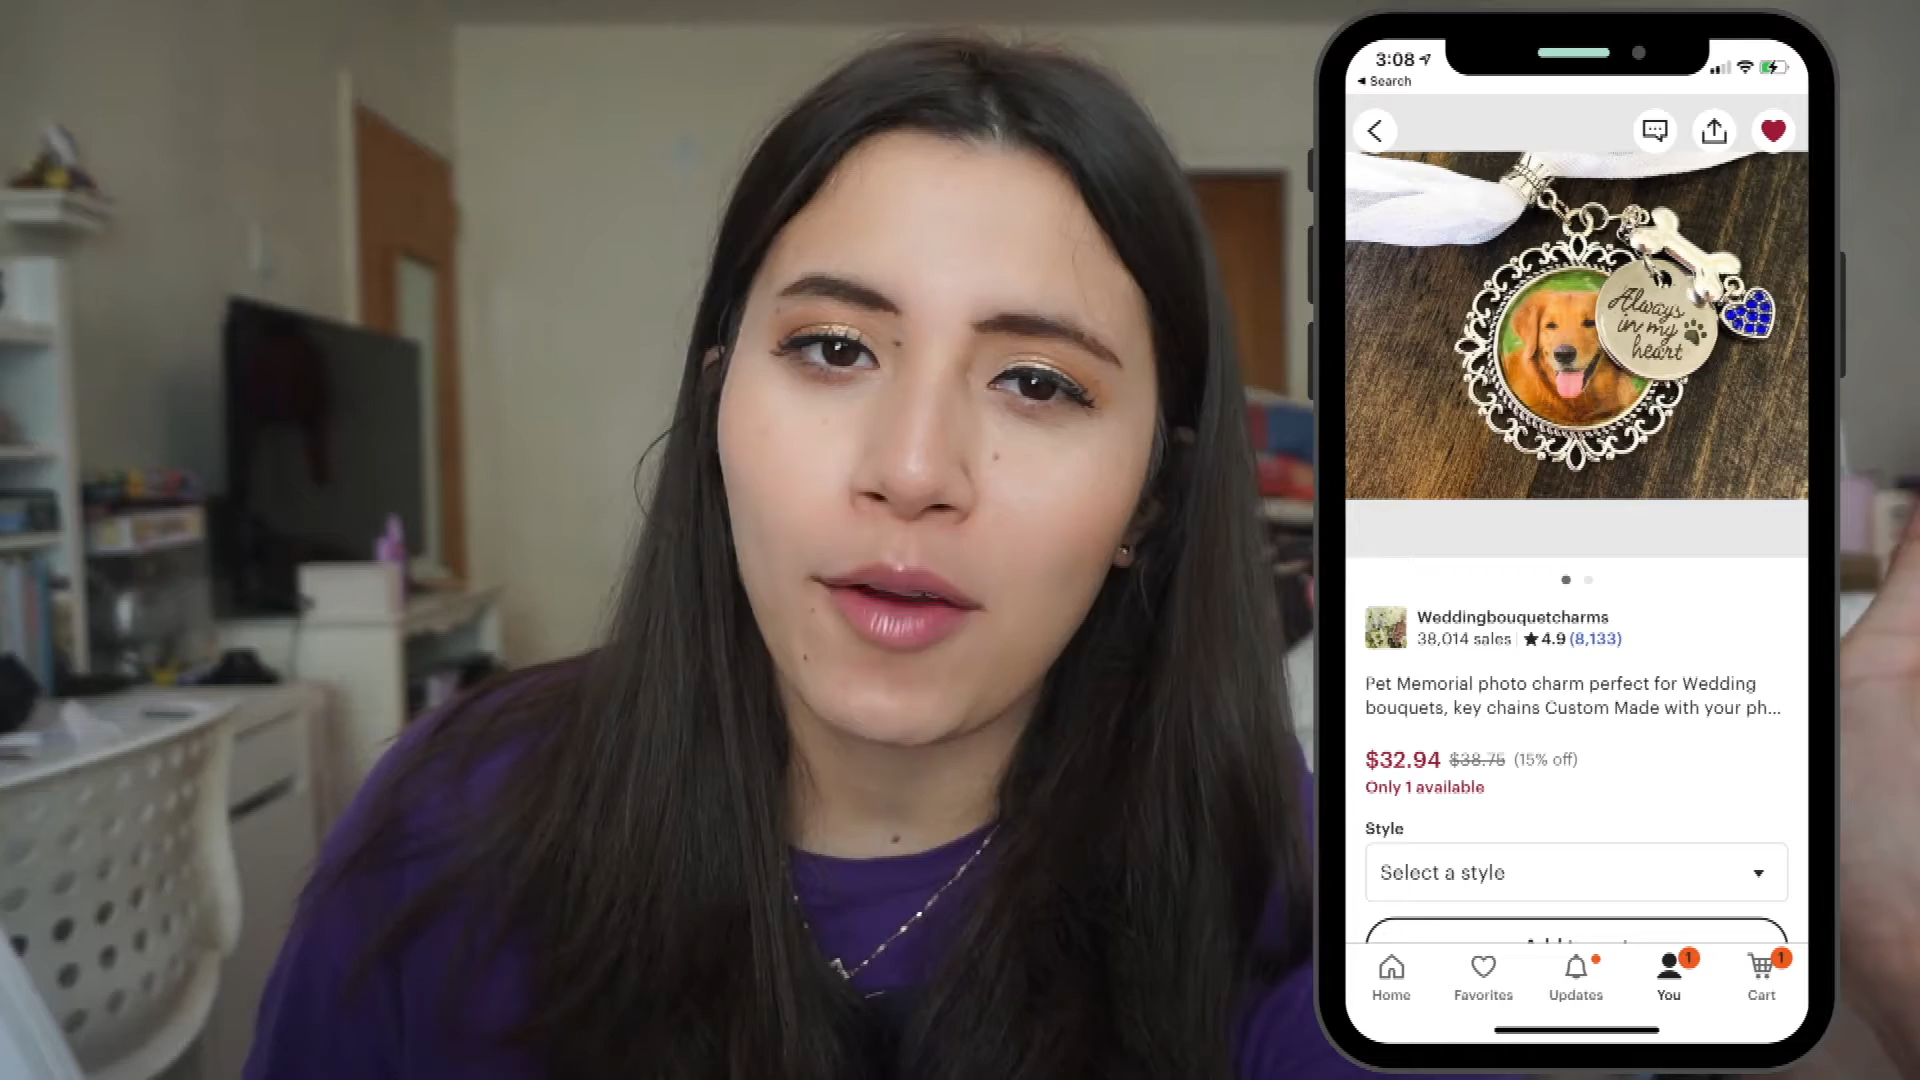 3:08
Search
Always
in my
heart
Weddingbouquetcharms
38,014 sales ★ 4.9 (8,133)
Pet Memorial photo charm perfect for Wedding
bouquets, key chains Custom Made with your ph...
$32.94 $38.75 (15% off)
Only 1 available
Style
Select a style
1 1
Home Favorites Updates You Cart